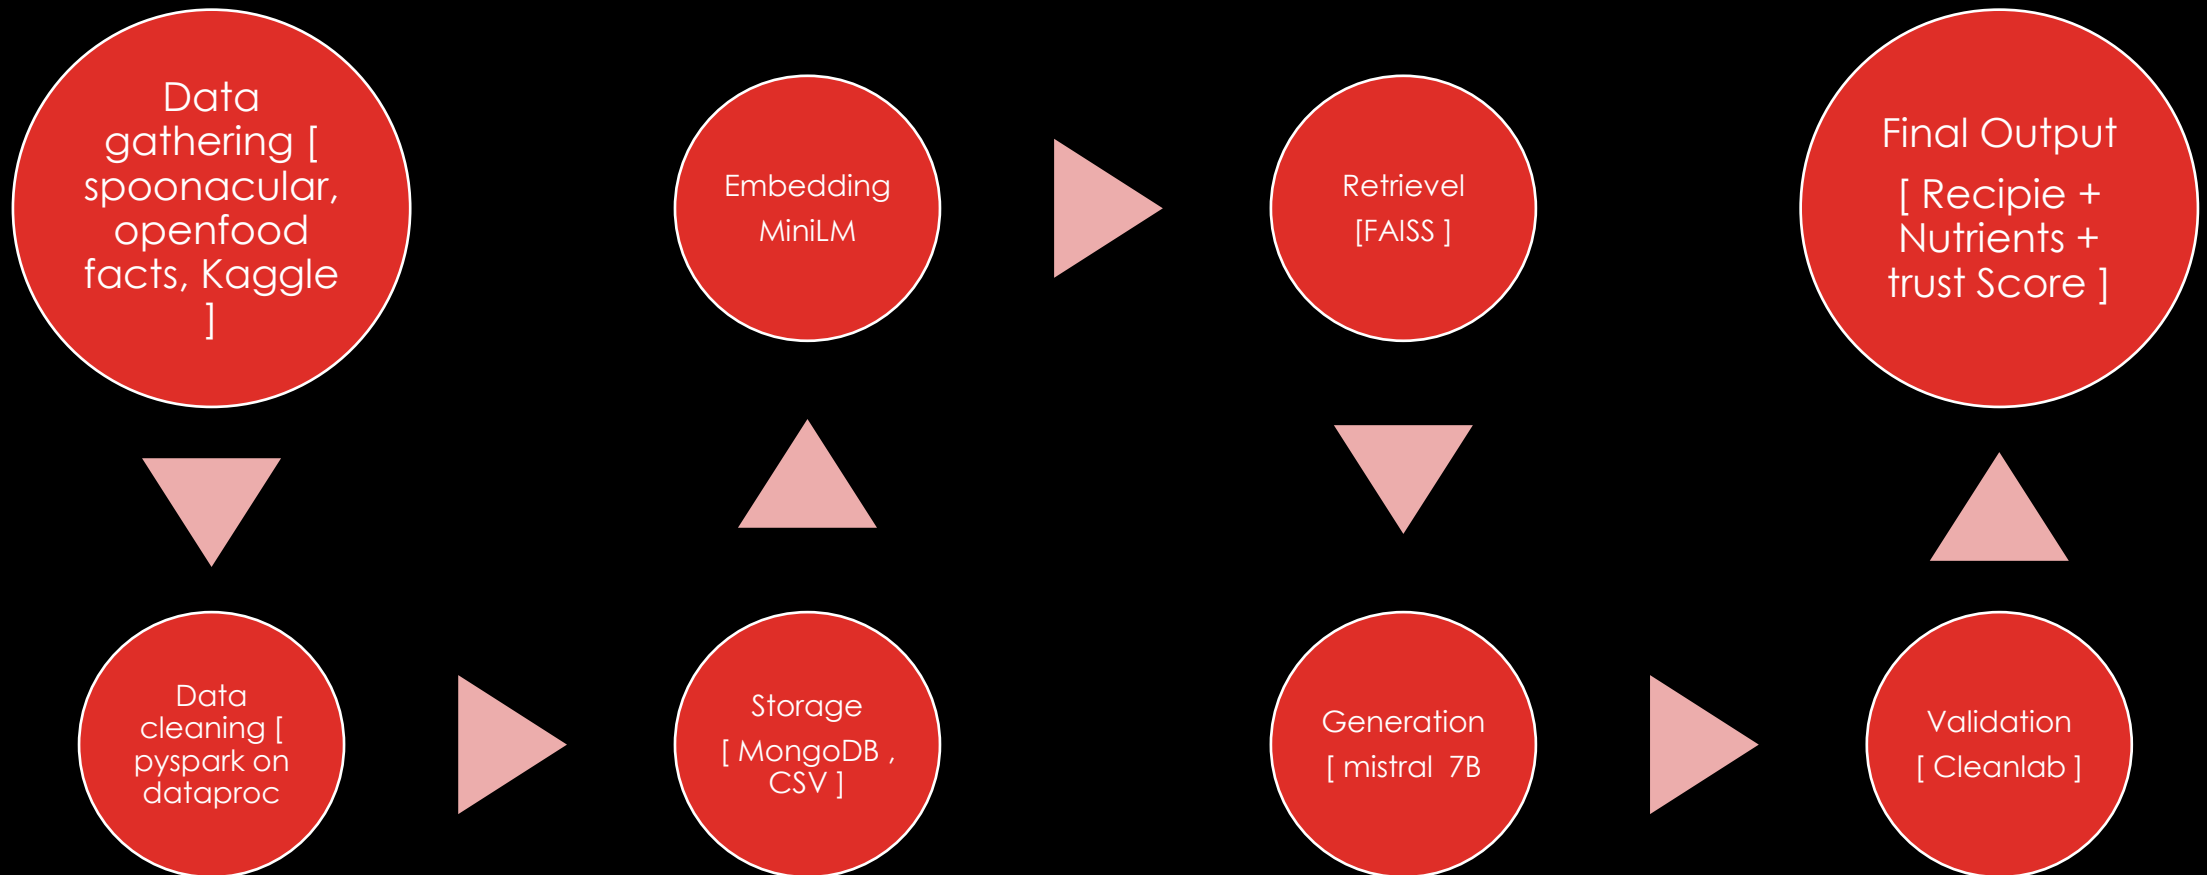 Data
gathering [
spoonacular,
openfood
facts, Kaggle
]
Data
cleaning [
pyspark on
dataproc
Storage
[ MongoDB ,
CSV ]
Embedding
MiniLM
Retrievel
[FAISS ]
Generation
[ mistral 7B
Validation
[ Cleanlab ]
Final Output
[ Recipie +
Nutrients +
trust Score ]